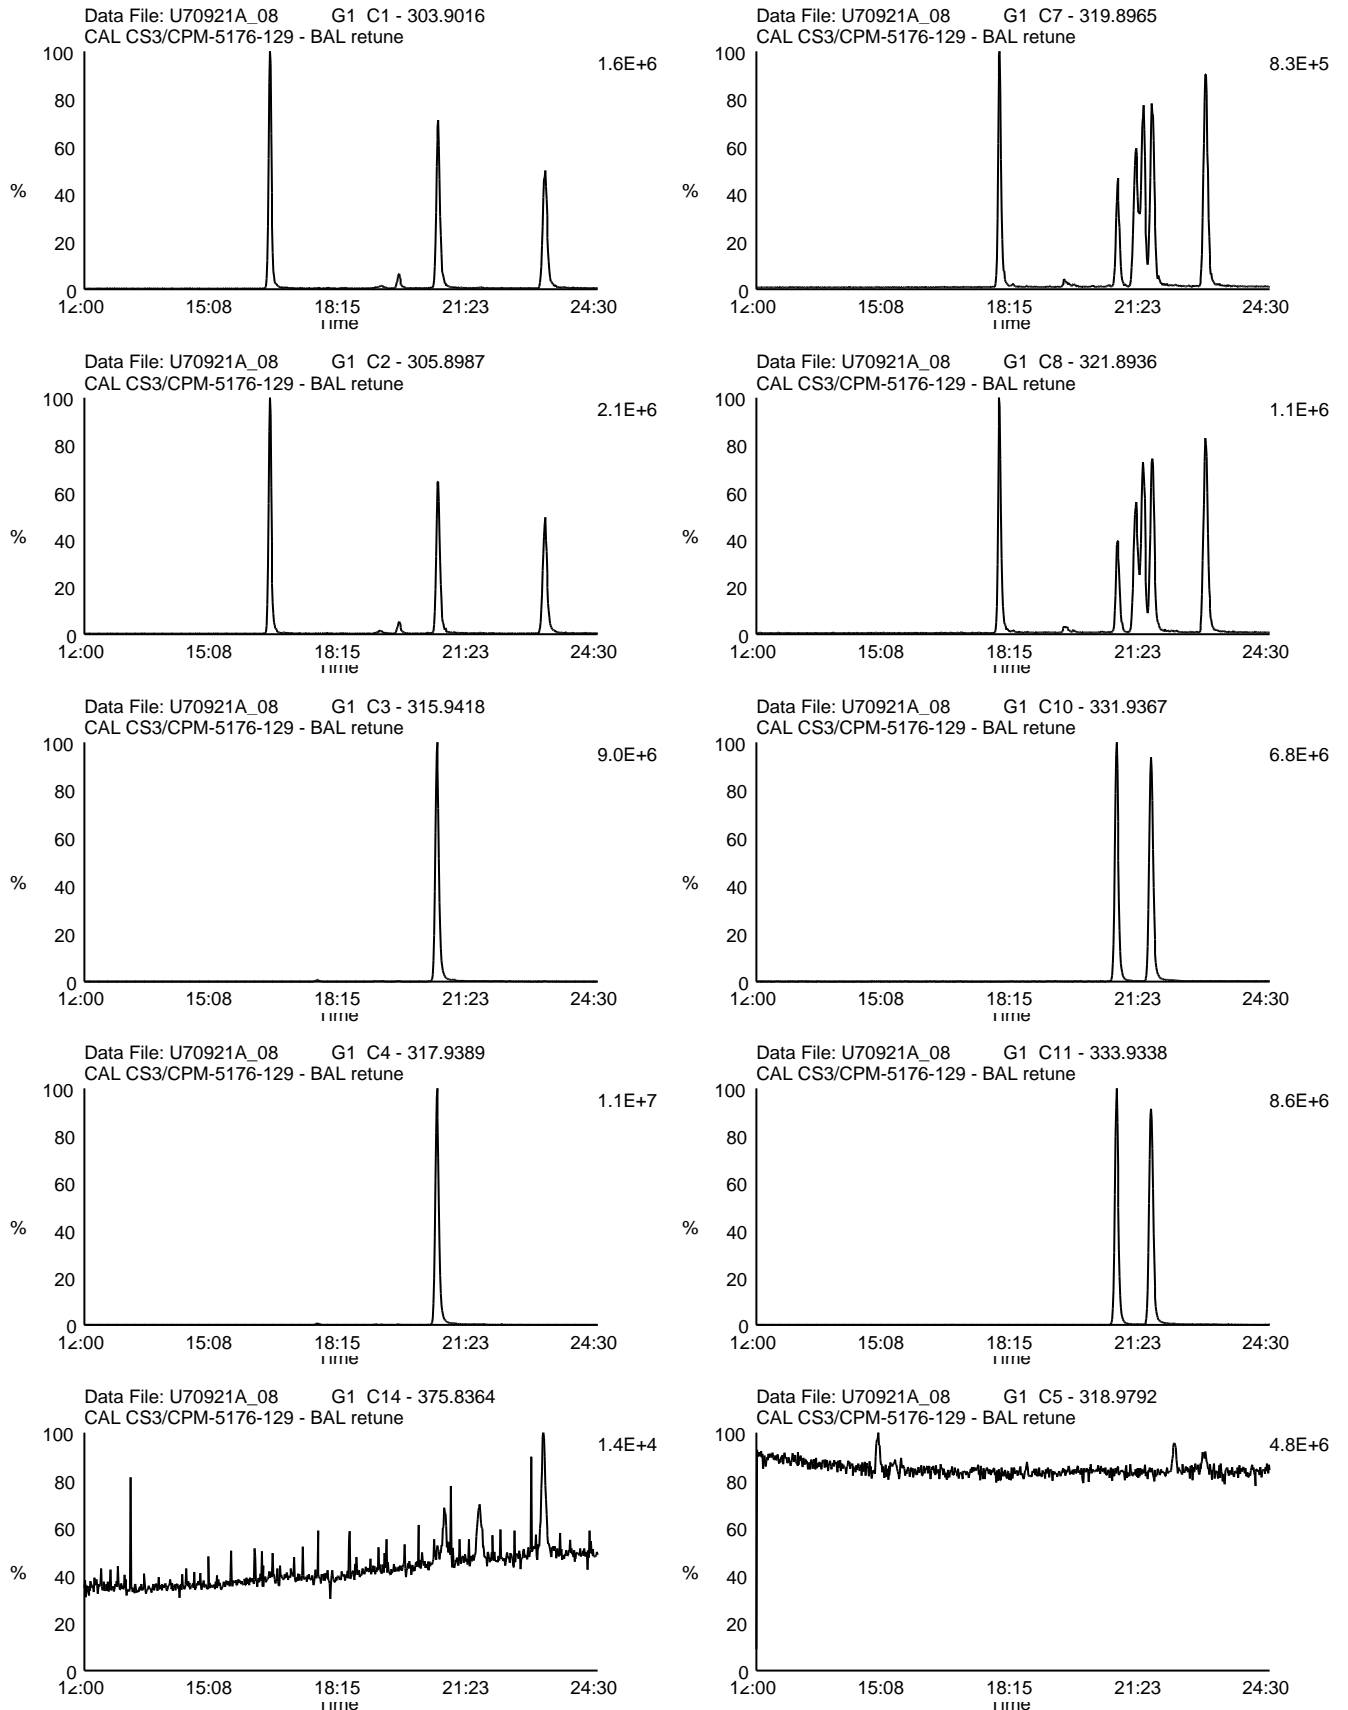 Data File: U70921A_08 G1 C1 - 303.9016
CAL CS3/CPM-5176-129 - BAL retune
1.6E+6
100
80
60
%
40
20
0
12:00 15:08 18:15 21:23 24:30
Time
Data File: U70921A_08 G1 C7 - 319.8965
CAL CS3/CPM-5176-129 - BAL retune
8.3E+5
100
80
60
%
40
20
0
12:00 15:08 18:15 21:23 24:30
Time
Data File: U70921A_08 G1 C2 - 305.8987
CAL CS3/CPM-5176-129 - BAL retune
2.1E+6
100
80
60
%
40
20
0
12:00 15:08 18:15 21:23 24:30
Time
Data File: U70921A_08 G1 C8 - 321.8936
CAL CS3/CPM-5176-129 - BAL retune
1.1E+6
100
80
60
%
40
20
0
12:00 15:08 18:15 21:23 24:30
Time
Data File: U70921A_08 G1 C3 - 315.9418
CAL CS3/CPM-5176-129 - BAL retune
9.0E+6
100
80
60
%
40
20
0
12:00 15:08 18:15 21:23 24:30
Time
Data File: U70921A_08 G1 C10 - 331.9367
CAL CS3/CPM-5176-129 - BAL retune
6.8E+6
100
80
60
%
40
20
0
12:00 15:08 18:15 21:23 24:30
Time
Data File: U70921A_08 G1 C4 - 317.9389
CAL CS3/CPM-5176-129 - BAL retune
1.1E+7
100
80
60
%
40
20
0
12:00 15:08 18:15 21:23 24:30
Time
Data File: U70921A_08 G1 C11 - 333.9338
CAL CS3/CPM-5176-129 - BAL retune
8.6E+6
100
80
60
%
40
20
0
12:00 15:08 18:15 21:23 24:30
Time
Data File: U70921A_08 G1 C14 - 375.8364
CAL CS3/CPM-5176-129 - BAL retune
1.4E+4
100
80
60
%
40
20
0
12:00 15:08 18:15 21:23 24:30
Time
Data File: U70921A_08 G1 C5 - 318.9792
CAL CS3/CPM-5176-129 - BAL retune
4.8E+6
100
80
60
%
40
20
0
12:00 15:08 18:15 21:23 24:30
Time